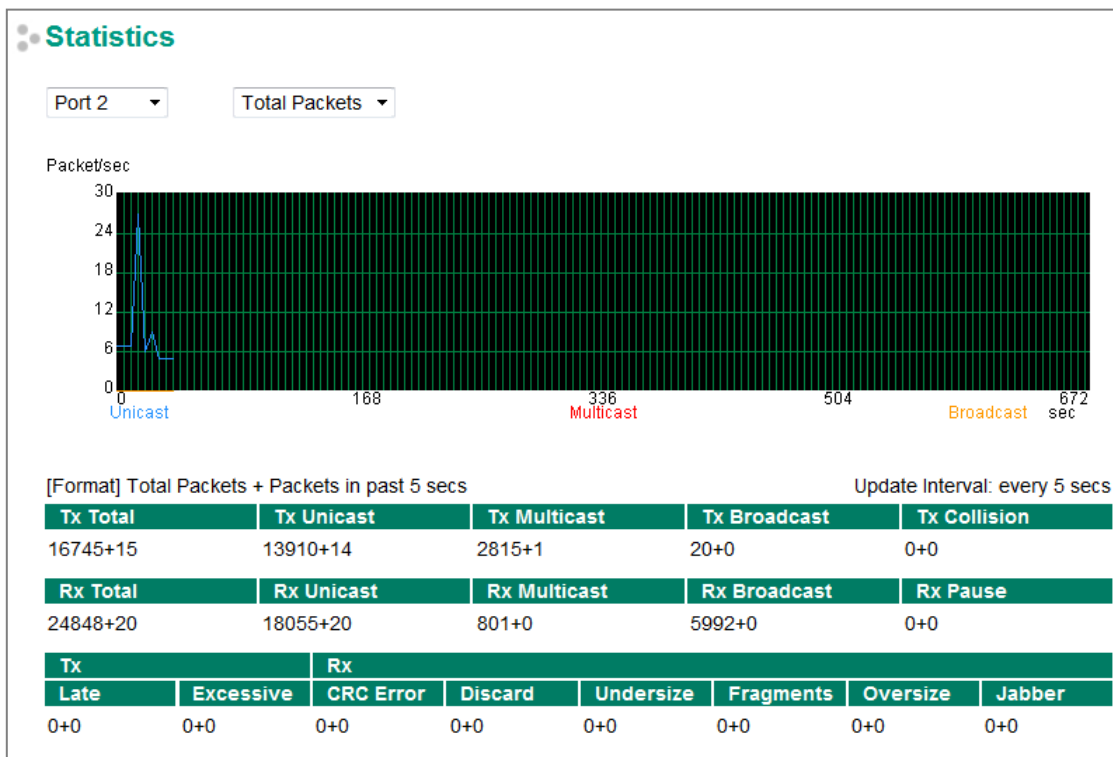 Statistics
Port 2 Total Packets
Packet/sec
30
24
18
12
6
0
0 168 336 504 672
Unicast Multicast Broadcast sec
[Format] Total Packets + Packets in past 5 secs Update Interval: every 5 secs
Tx Total Tx Unicast Tx Multicast Tx Broadcast Tx Collision
16745+15 13910+14 2815+1 20+0 0+0
Rx Total Rx Unicast Rx Multicast Rx Broadcast Rx Pause
24848+20 18055+20 801+0 5992+0 0+0
Tx Rx
Late Excessive CRC Error Discard Undersize Fragments Oversize Jabber
0+0 0+0 0+0 0+0 0+0 0+0 0+0 0+0